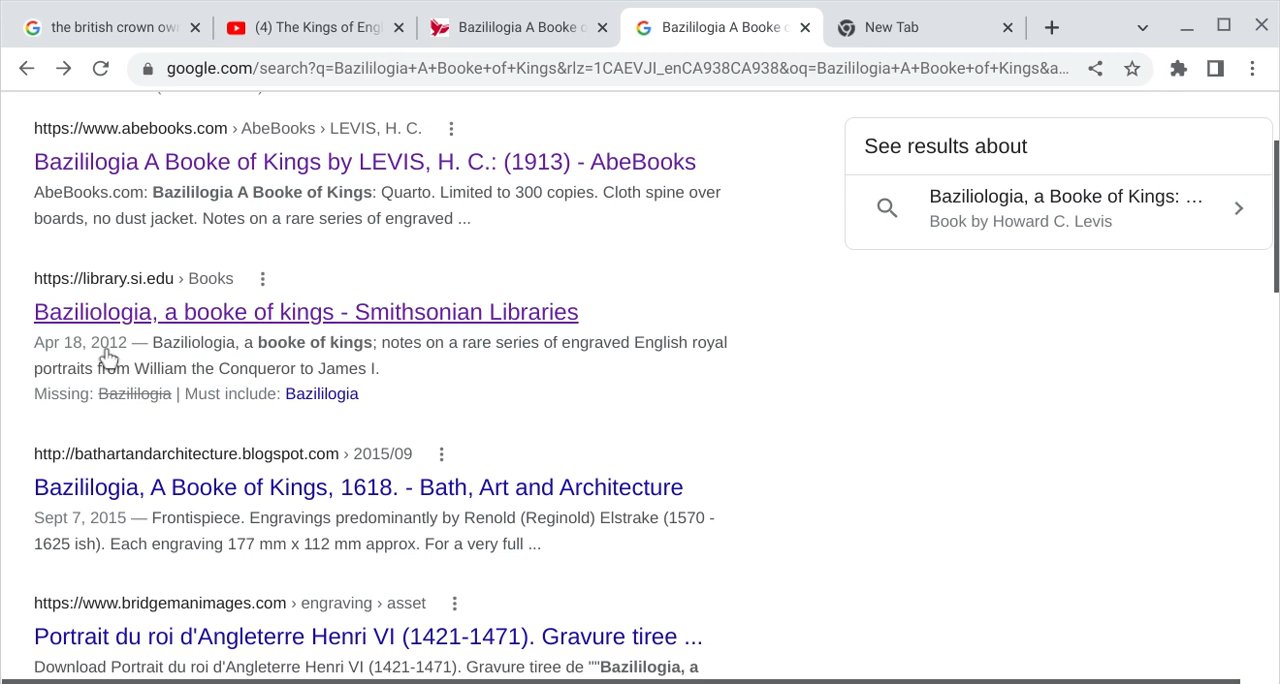 the british crown ow
(4) The Kings of Eng
Bazililogia A Booke o
Bazililogia A Booke o
New Tab
google.com/search?q=Bazililogia+A+Booke+of+Kings&rlz=1CAEVJI_enCA938CA938&oq=Bazililogia+A+Booke+of+Kings&a...
https://www.abebooks.com › AbeBooks › LEVIS, H. C.
Bazililogia A Booke of Kings by LEVIS, H. C.: (1913) - AbeBooks
AbeBooks.com: Bazililogia A Booke of Kings: Quarto. Limited to 300 copies. Cloth spine over
boards, no dust jacket. Notes on a rare series of engraved ...
https://library.si.edu › Books
Baziliologia, a booke of kings - Smithsonian Libraries
Apr 18, 2012 — Baziliologia, a booke of kings; notes on a rare series of engraved English royal
portraits from William the Conqueror to James I.
Missing: Bazililogia | Must include: Bazililogia
http://bathartandarchitecture.blogspot.com › 2015/09
Bazililogia, A Booke of Kings, 1618. - Bath, Art and Architecture
Sept 7, 2015 — Frontispiece. Engravings predominantly by Renold (Reginold) Elstrake (1570 -
1625 ish). Each engraving 177 mm x 112 mm approx. For a very full ...
https://www.bridgemanimages.com › engraving › asset
Portrait du roi d'Angleterre Henri VI (1421-1471). Gravure tiree ...
Download Portrait du roi d'Angleterre Henri VI (1421-1471). Gravure tiree de ""Bazililogia, a
See results about
Baziliologia, a Booke of Kings: ...
Book by Howard C. Levis